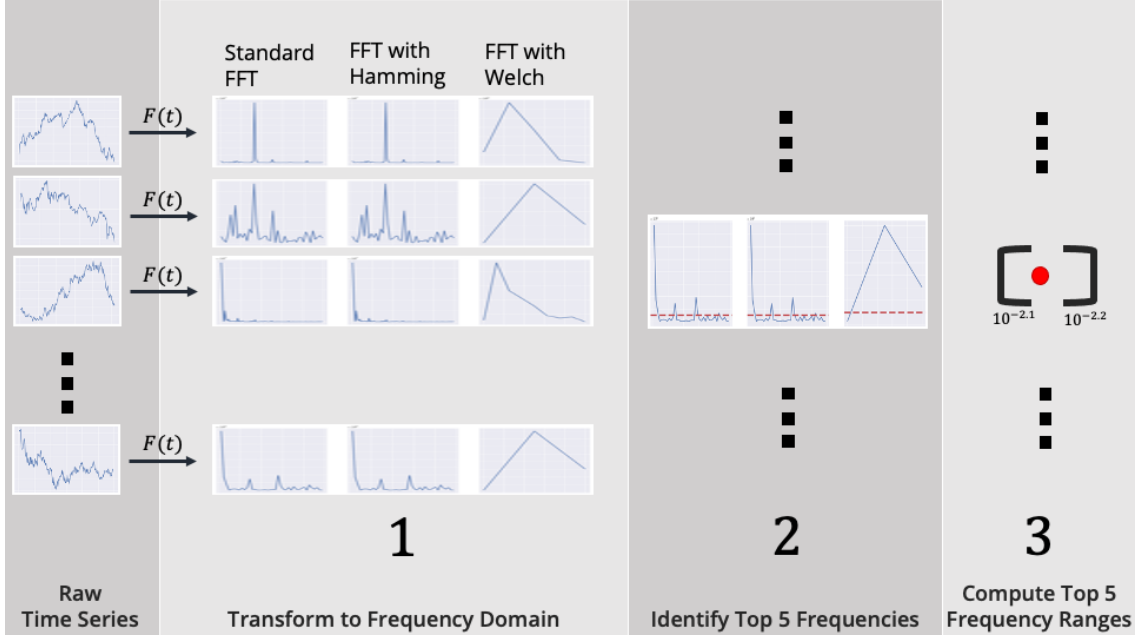 Standard
FFT
FFT with
Hamming
FFT with
Welch
F(t)
F(t)
F(t)
F(t)
10^{-2.1}
10^{-2.2}
1
2
3
Raw
Time Series
Transform to Frequency Domain
Identify Top 5 Frequencies
Compute Top 5
Frequency Ranges